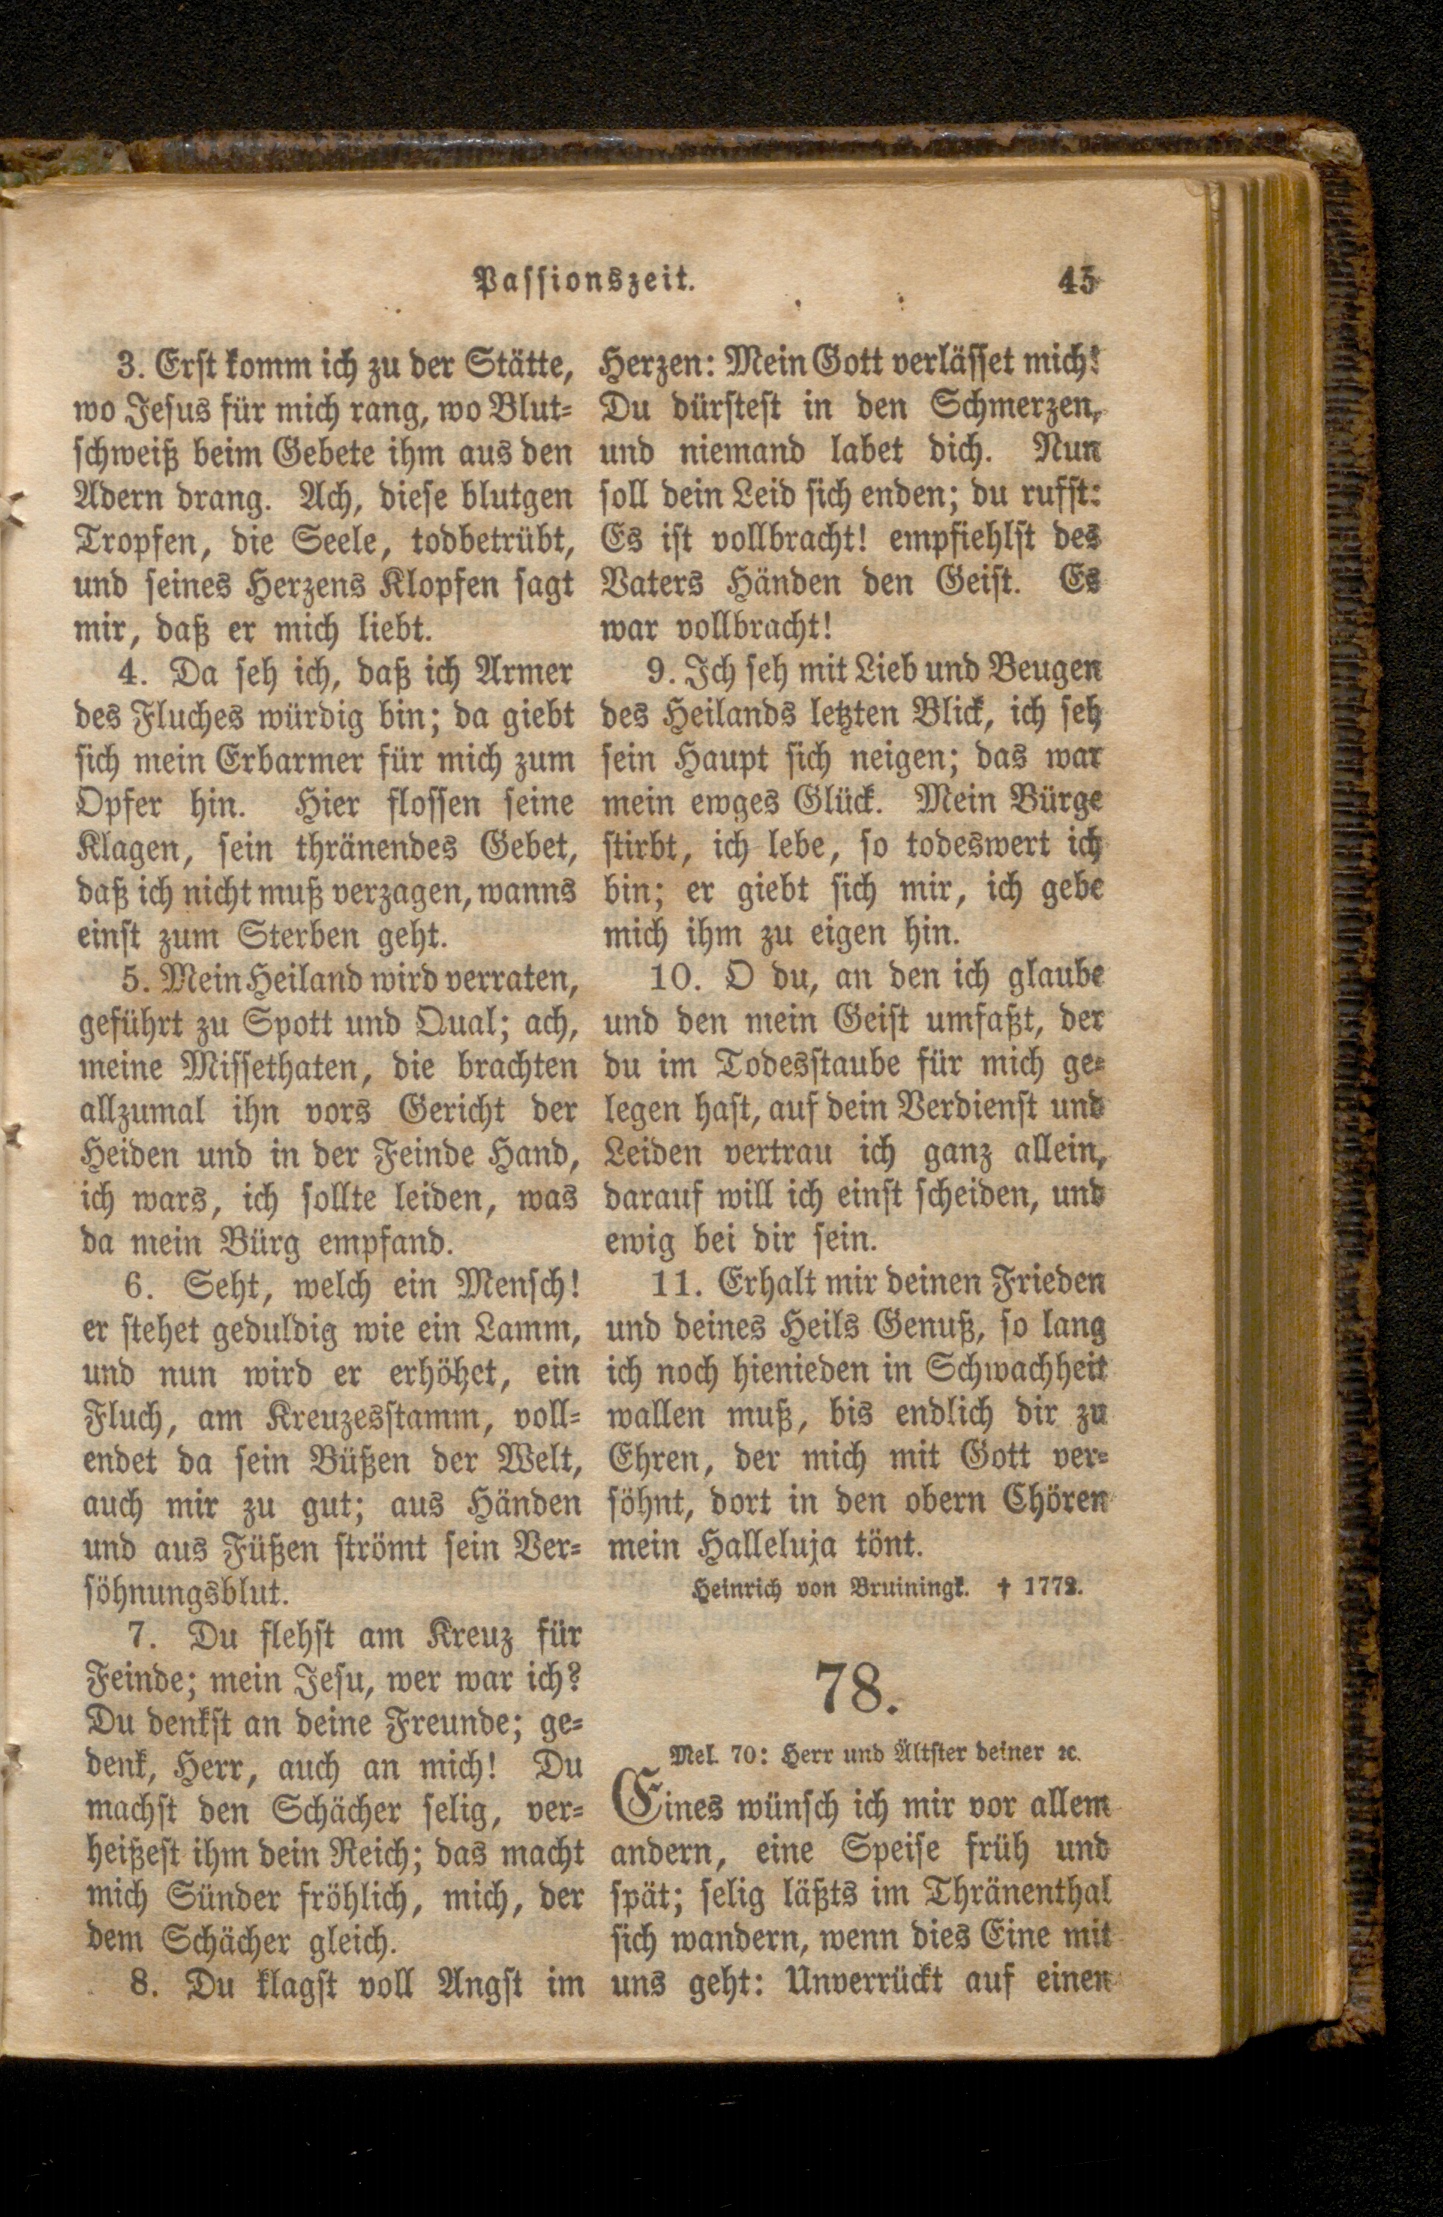 Passionszeit. 45
3. Erst komm ich zu der Stätte,
wo Jesus für mich rang, wo Blut-
schweiß beim Gebete ihm aus den
Adern drang. Ach, diese blutgen
Tropfen, die Seele, todbetrübt,
und seines Herzens Klopfen sagt
mir, daß er mich liebt.
4. Da seh ich, daß ich Armer
des Fluches würdig bin; da giebt
sich mein Erbarmer für mich zum
Opfer hin. Hier flossen seine
Klagen, sein thränendes Gebet,
daß ich nicht muß verzagen, wanns
einst zum Sterben geht.
5. Mein Heiland wird verraten,
geführt zu Spott und Qual; ach,
meine Missethaten, die brachten
allzumal ihn vors Gericht der
Heiden und in der Feinde Hand,
ich wars, ich sollte leiden, was
da mein Bürg empfand.
6. Seht, welch ein Mensch!
er stehet geduldig wie ein Lamm,
und nun wird er erhöhet, ein
Fluch, am Kreuzesstamm, voll-
endet da sein Büßen der Welt,
auch mir zu gut; aus Händen
und aus Füßen strömt sein Ver-
söhnungsblut.
7. Du flehst am Kreuz für
Feinde; mein Jesu, wer war ich?
Du denkst an deine Freunde; ge-
denk, Herr, auch an mich! Du
machst den Schächer selig, ver-
heißest ihm dein Reich; das macht
mich Sünder fröhlich, mich, der
dem Schächer gleich.
8. Du klagst voll Angst im
Herzen: Mein Gott verlässet mich!
Du dürstest in den Schmerzen,
und niemand labet dich. Nun
soll dein Leid sich enden; du rufst:
Es ist vollbracht! empfiehlst des
Vaters Händen den Geist. Es
war vollbracht!
9. Ich seh mit Lieb und Beugen
des Heilands letzten Blick, ich seh
sein Haupt sich neigen; das war
mein ewges Glück. Mein Bürge
stirbt, ich lebe, so todeswert ich
bin; er giebt sich mir, ich gebe
mich ihm zu eigen hin.
10. O du, an den ich glaube
und den mein Geist umfaßt, der
du im Todesstaube für mich ge-
legen hast, auf dein Verdienst und
Leiden vertrau ich ganz allein,
darauf will ich einst scheiden, und
ewig bei dir sein.
11. Erhalt mir deinen Frieden
und deines Heils Genuß, so lang
ich noch hienieden in Schwachheit
wallen muß, bis endlich dir zu
Ehren, der mich mit Gott ver-
söhnt, dort in den obern Chören
mein Halleluja tönt.
Heinrich von Bruiningk. † 1772.
78.
Mel. 70: Herr und Ältster deiner ꝛc.
Eines wünsch ich mir vor allem
andern, eine Speise früh und
spät; selig läßts im Thränenthal
sich wandern, wenn dies Eine mit
uns geht: Unverrückt auf einen